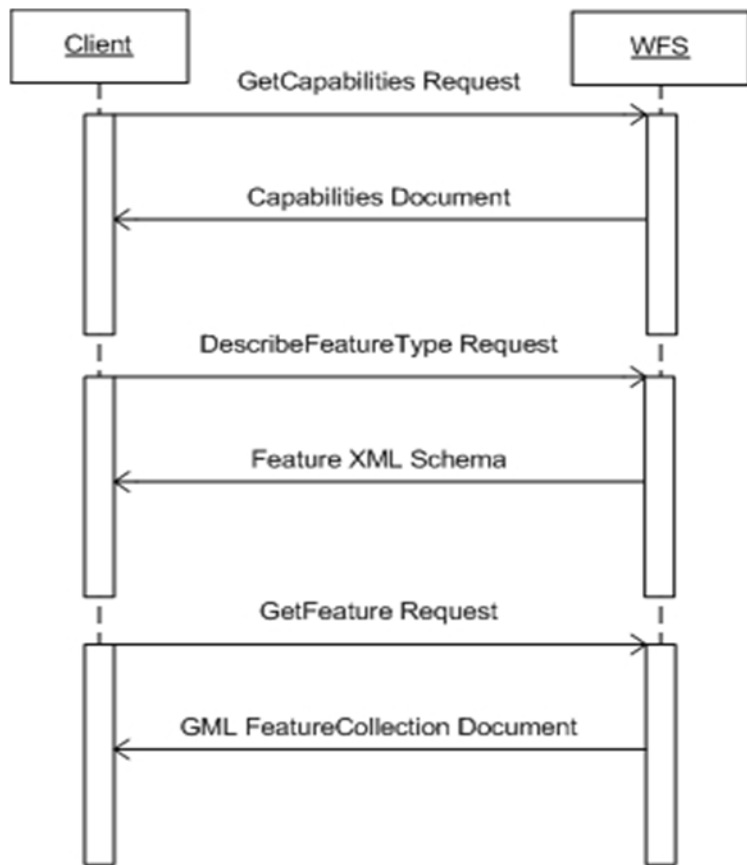 Client
WFS
GetCapabilities Request
Capabilities Document
DescribeFeatureType Request
Feature XML Schema
GetFeature Request
GML FeatureCollection Document